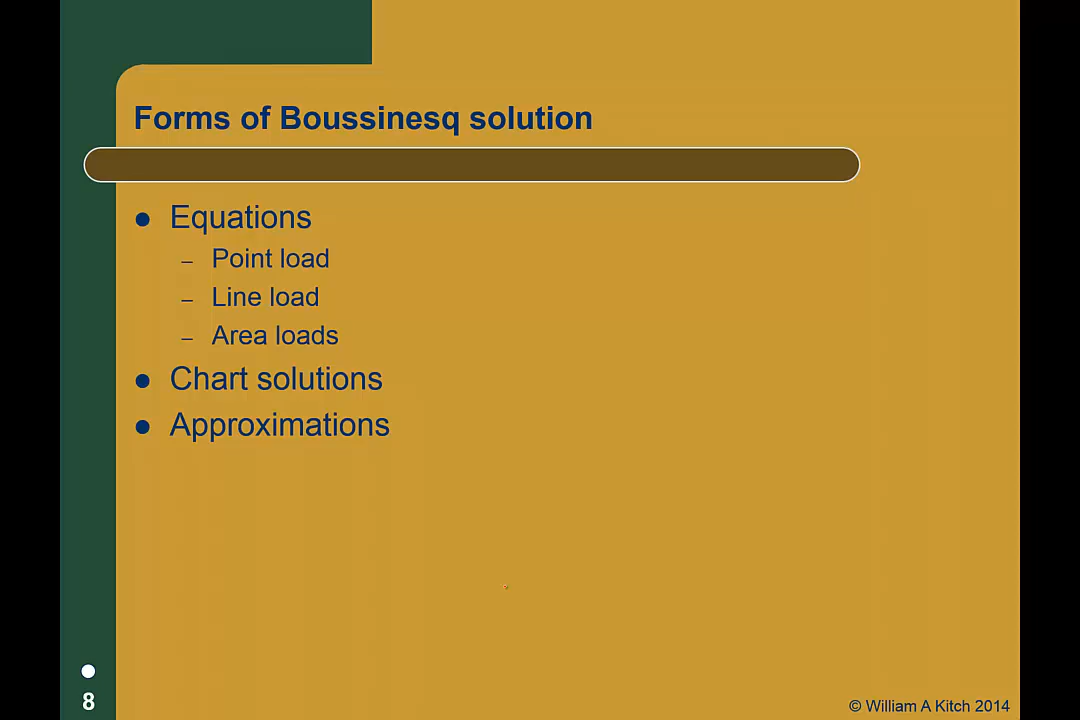 Forms of Boussinesq solution
● Equations
– Point load
– Line load
– Area loads
● Chart solutions
● Approximations
8
© William A Kitch 2014